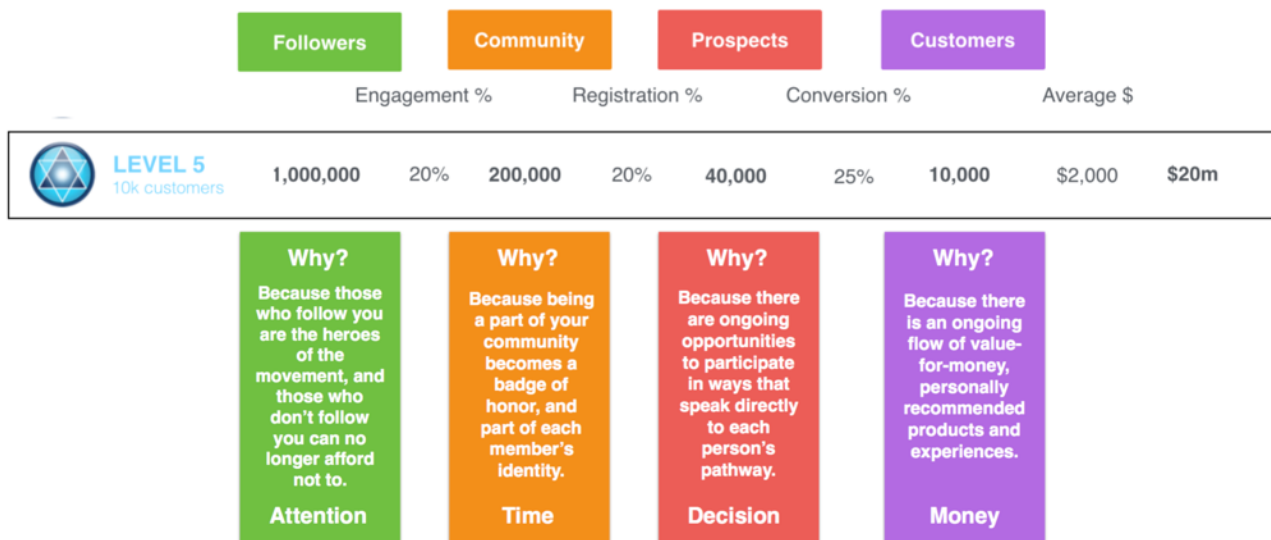 Followers Community Prospects Customers
Engagement % Registration % Conversion % Average $
LEVEL 5
10k customers
1,000,000 20% 200,000 20% 40,000 25% 10,000 $2,000 $20m
Why?
Because those
who follow you
are the heroes
of the
movement, and
those who
don't follow
you can no
longer afford
not to.
Attention
Why?
Because being
a part of your
community
becomes a
badge of
honor, and
part of each
member's
identity.
Time
Why?
Because there
are ongoing
opportunities
to participate
in ways that
speak directly
to each
person's
pathway.
Decision
Why?
Because there
is an ongoing
flow of value-
for-money,
personally
recommended
products and
experiences.
Money